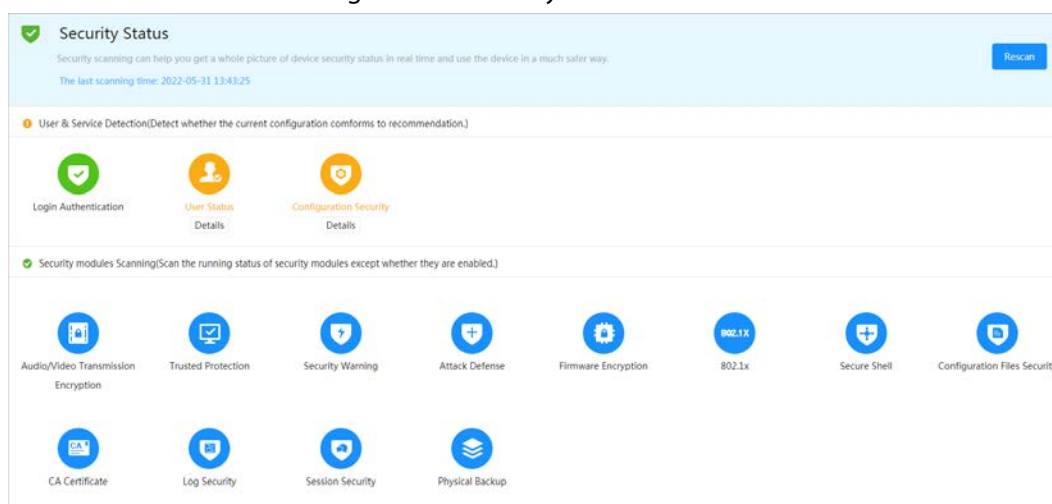 Security Status
Security scanning can help you get a whole picture of device security status in real time and use the device in a much safer way.
Rescan
The last scanning time: 2022-05-31 13:43:25
User & Service Detection(Detect whether the current configuration comforms to recommendation.)
Login Authentication
User Status
Configuration Security
Details
Details
Security modules Scanning(Scan the running status of security modules except whether they are enabled.)
802.1X
Audio/Video Transmission
Encryption
Trusted Protection
Security Warning
Attack Defense
Firmware Encryption
802.1x
Secure Shell
Configuration Files Securit
CA
CA Certificate
Log Security
Session Security
Physical Backup